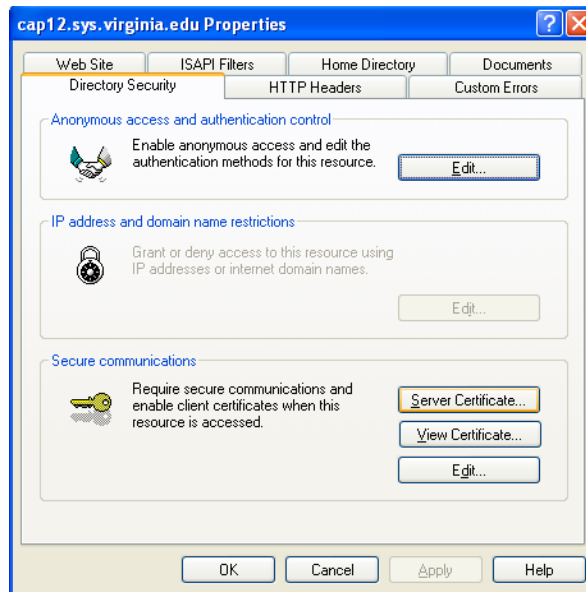 cap12.sys.virginia.edu Properties
Web Site ISAPI Filters Home Directory Documents
Directory Security HTTP Headers Custom Errors
Anonymous access and authentication control
Enable anonymous access and edit the
authentication methods for this resource.
Edit...
IP address and domain name restrictions
Grant or deny access to this resource using
IP addresses or internet domain names.
Edit...
Secure communications
Require secure communications and
enable client certificates when this
resource is accessed.
Server Certificate...
View Certificate...
Edit...
OK Cancel Apply Help